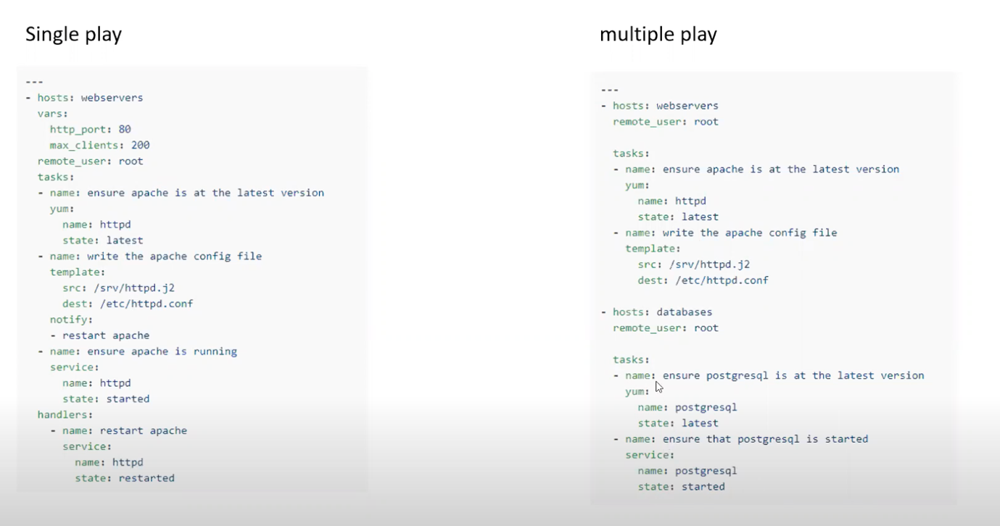 Single play
---
- hosts: webservers
  vars:
    http_port: 80
    max_clients: 200
  remote_user: root
  tasks:
  - name: ensure apache is at the latest version
    yum:
      name: httpd
      state: latest
  - name: write the apache config file
    template:
      src: /srv/httpd.j2
      dest: /etc/httpd.conf
    notify:
    - restart apache
  - name: ensure apache is running
    service:
      name: httpd
      state: started
  handlers:
    - name: restart apache
      service:
        name: httpd
        state: restarted
multiple play
---
- hosts: webservers
  remote_user: root

  tasks:
  - name: ensure apache is at the latest version
    yum:
      name: httpd
      state: latest
  - name: write the apache config file
    template:
      src: /srv/httpd.j2
      dest: /etc/httpd.conf

- hosts: databases
  remote_user: root

  tasks:
  - name: ensure postgresql is at the latest version
    yum:
      name: postgresql
      state: latest
  - name: ensure that postgresql is started
    service:
      name: postgresql
      state: started